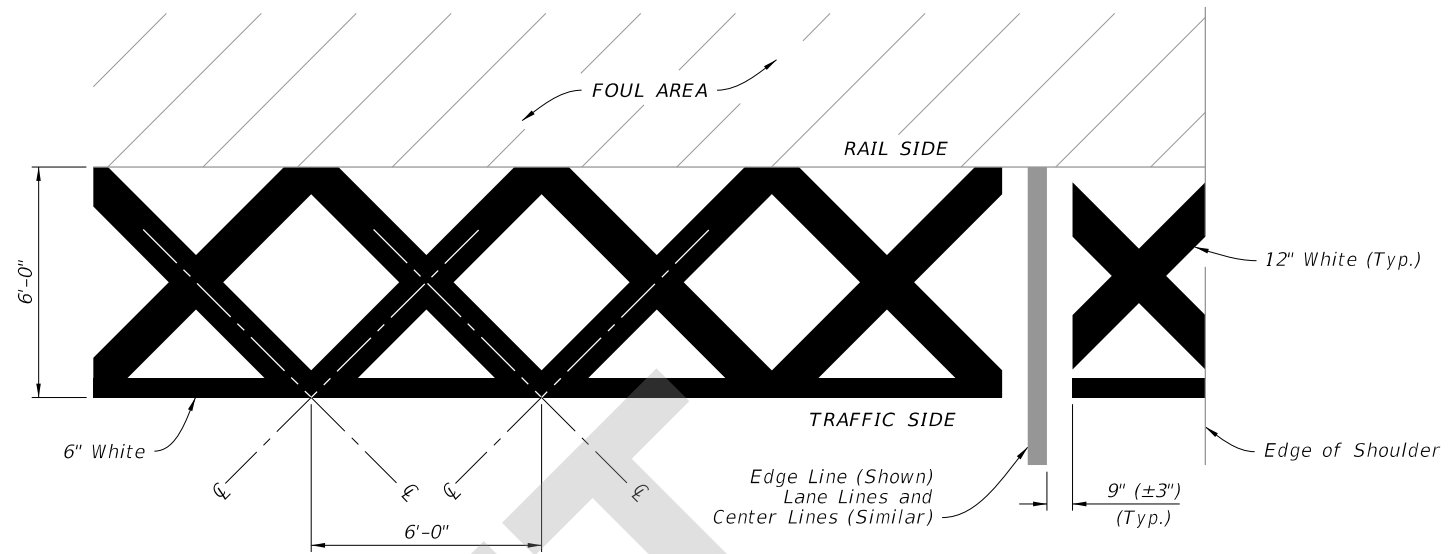 FOUL AREA
RAIL SIDE
6'-0"
12" White (Typ.)
TRAFFIC SIDE
6" White
Edge of Shoulder
Edge Line (Shown)
Lane Lines and
Center Lines (Similar)
9" (±3")
(Typ.)
℄
℄
℄
℄
6'-0"